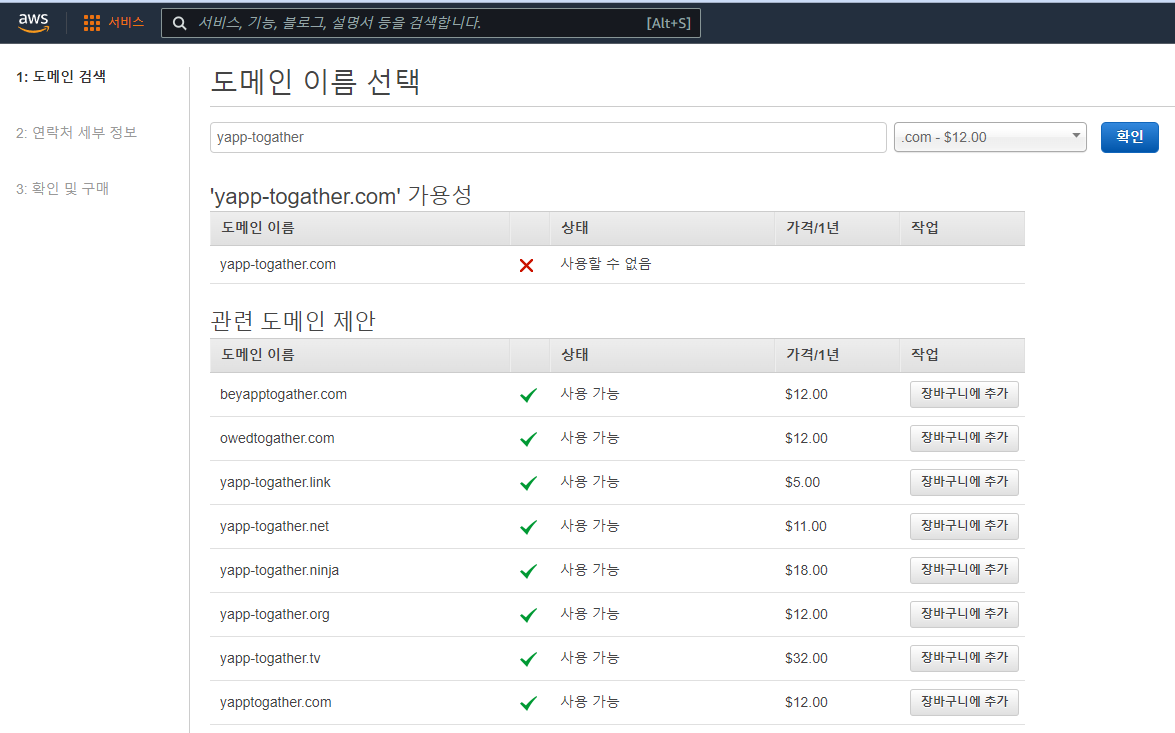 aws 서비스 서비스, 기능, 블로그, 설명서 등을 검색합니다. [Alt+S]
1: 도메인 검색
2: 연락처 세부 정보
3: 확인 및 구매
도메인 이름 선택
yapp-togather .com - $12.00 확인
'yapp-togather.com' 가용성
도메인 이름 상태 가격/1년 작업
yapp-togather.com 사용할 수 없음
관련 도메인 제안
도메인 이름 상태 가격/1년 작업
beyapptogather.com 사용 가능 $12.00 장바구니에 추가
owedtogather.com 사용 가능 $12.00 장바구니에 추가
yapp-togather.link 사용 가능 $5.00 장바구니에 추가
yapp-togather.net 사용 가능 $11.00 장바구니에 추가
yapp-togather.ninja 사용 가능 $18.00 장바구니에 추가
yapp-togather.org 사용 가능 $12.00 장바구니에 추가
yapp-togather.tv 사용 가능 $32.00 장바구니에 추가
yapptogather.com 사용 가능 $12.00 장바구니에 추가